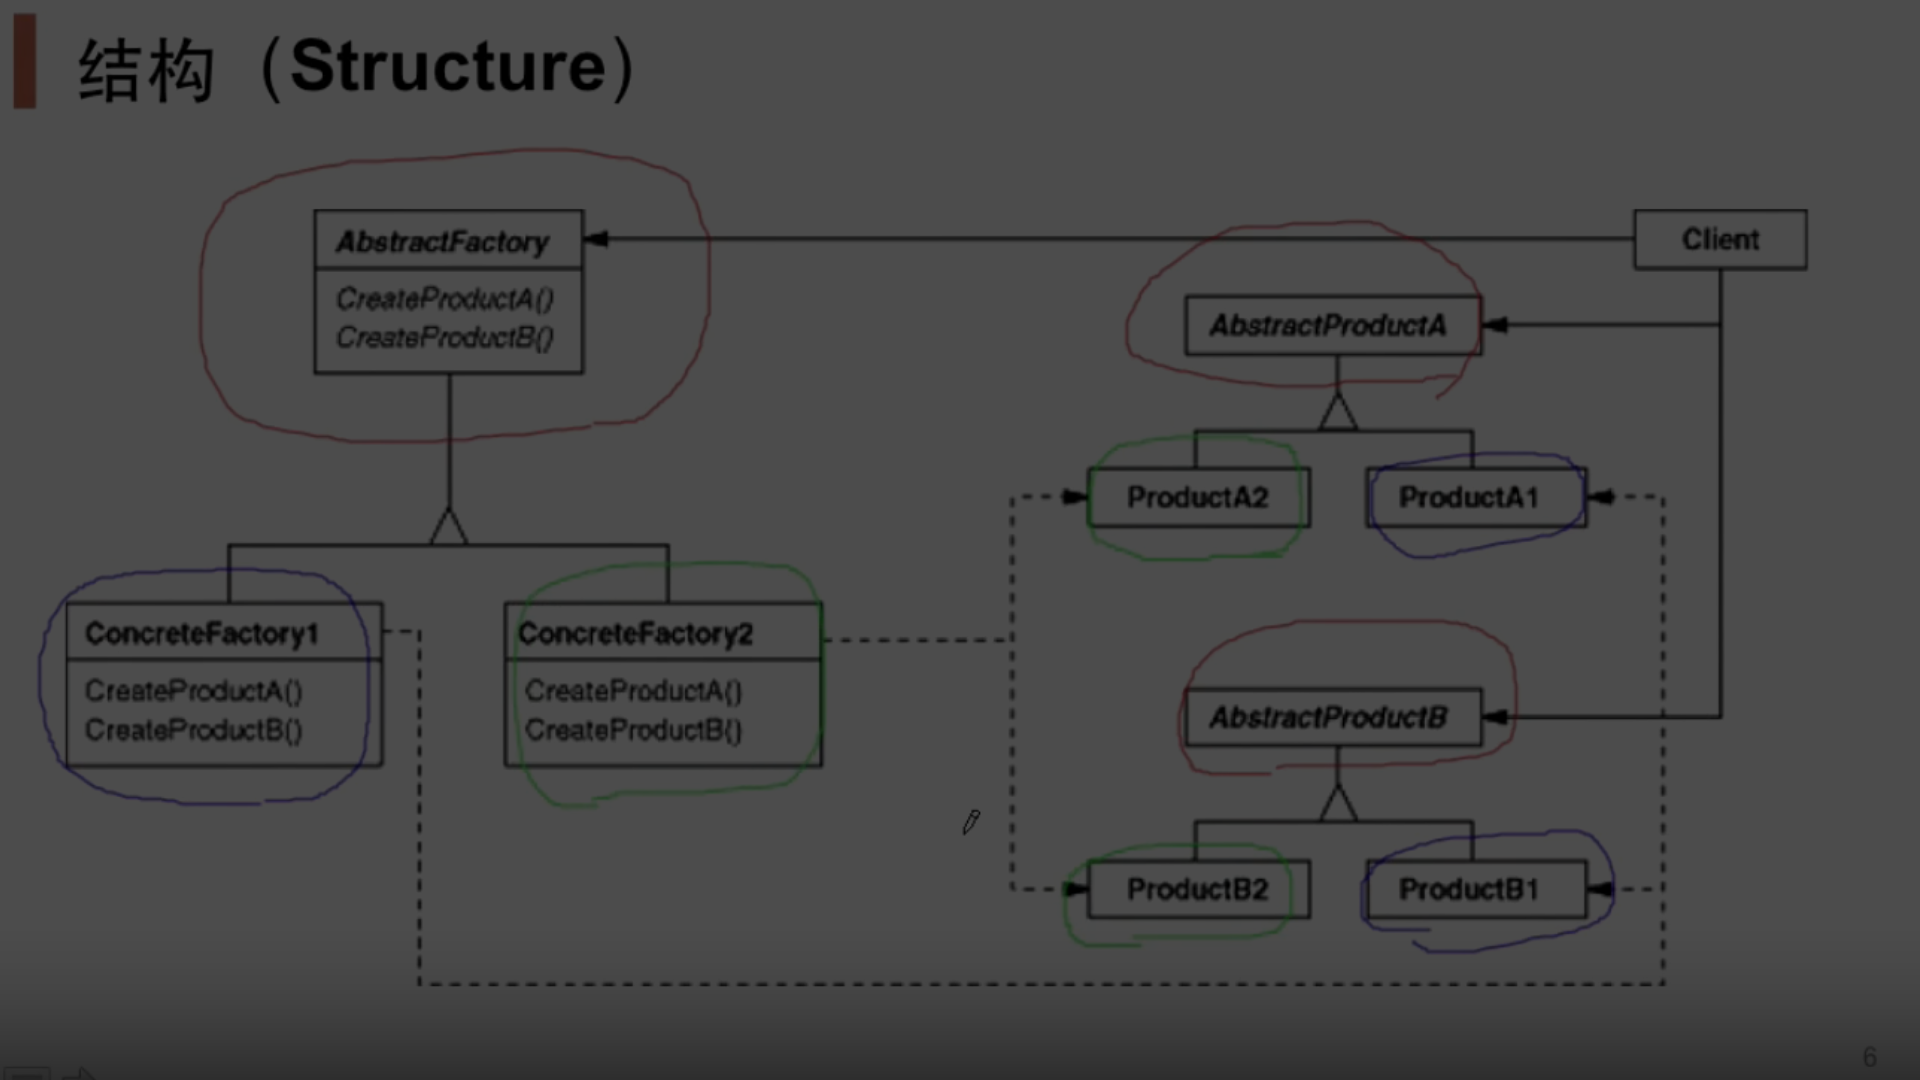 结构（Structure）
AbstractFactory
CreateProductA()
CreateProductB()
Client
AbstractProductA
ProductA2
ProductA1
ConcreteFactory1
CreateProductA()
CreateProductB()
ConcreteFactory2
CreateProductA()
CreateProductB()
AbstractProductB
ProductB2
ProductB1
6